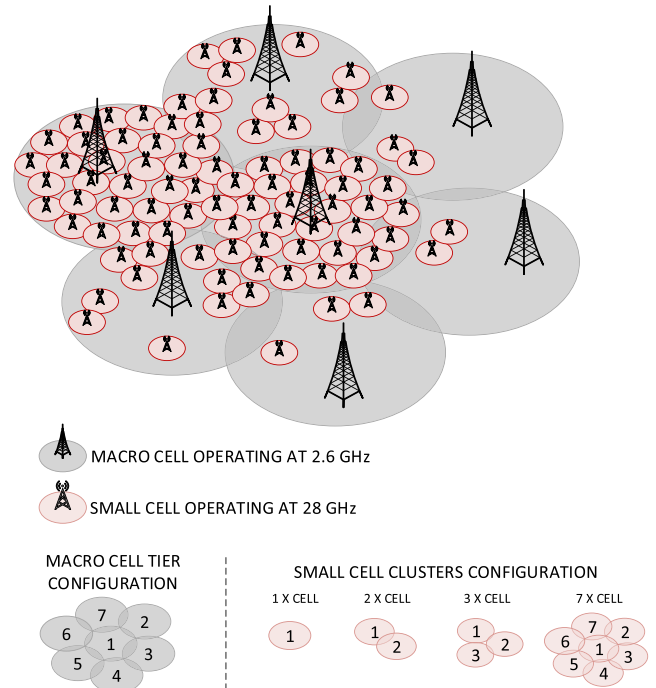 MACRO CELL OPERATING AT 2.6 GHz
SMALL CELL OPERATING AT 28 GHz
MACRO CELL TIER
CONFIGURATION
7
2
6
1
3
5
4
SMALL CELL CLUSTERS CONFIGURATION
1 X CELL
2 X CELL
3 X CELL
7 X CELL
1
1
2
1
2
3
7
2
6
1
3
5
4